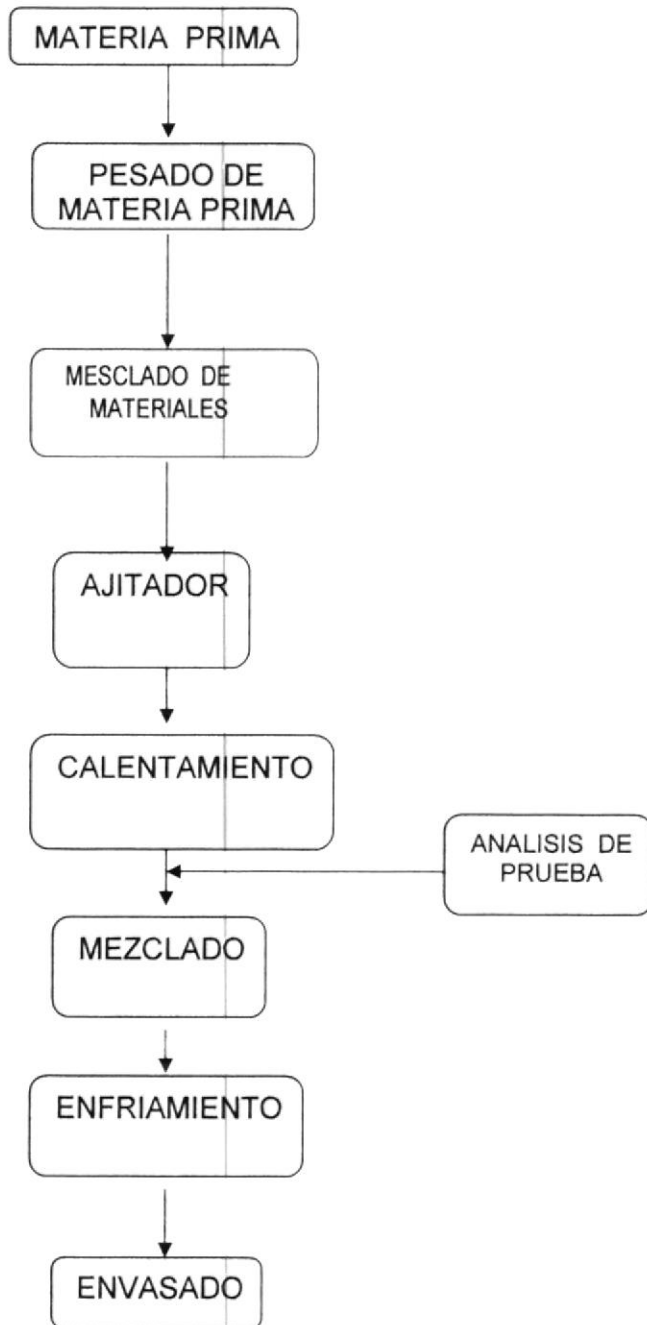 MATERIA PRIMA
PESADO DE
MATERIA PRIMA
MESCLADO DE
MATERIALES
AJITADOR
CALENTAMIENTO
ANALISIS DE
PRUEBA
MEZCLADO
ENFRIAMIENTO
ENVASADO